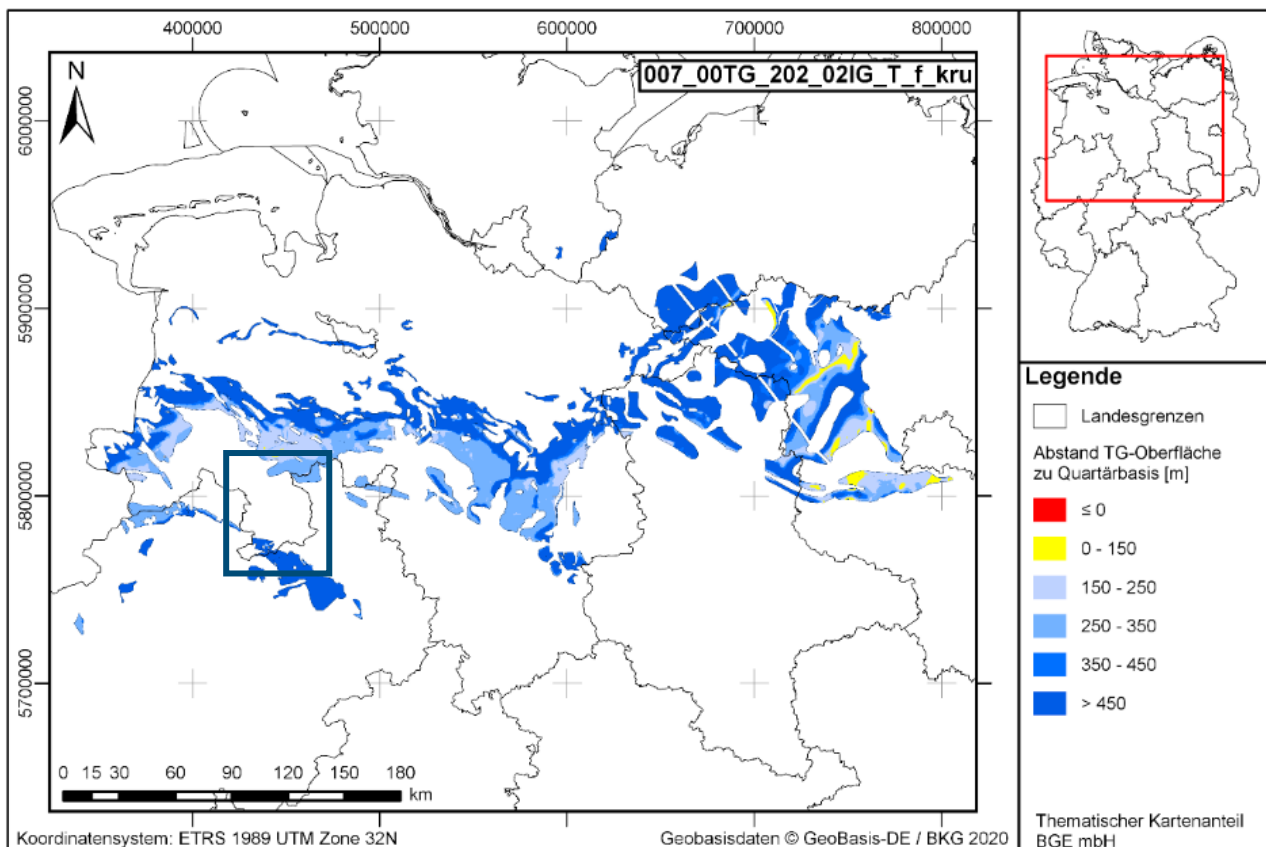 400000 500000 600000 700000 800000
N
007_00TG_202_02IG_T_f_kru
6000000
5900000
5800000
5700000
0 15 30 60 90 120 150 180
km
Koordinatensystem: ETRS 1989 UTM Zone 32N
Geobasisdaten © GeoBasis-DE / BKG 2020
Legende
Landesgrenzen
Abstand TG-Oberfläche
zu Quartärbasis [m]
≤ 0
0 - 150
150 - 250
250 - 350
350 - 450
> 450
Thematischer Kartenanteil
BGE mbH